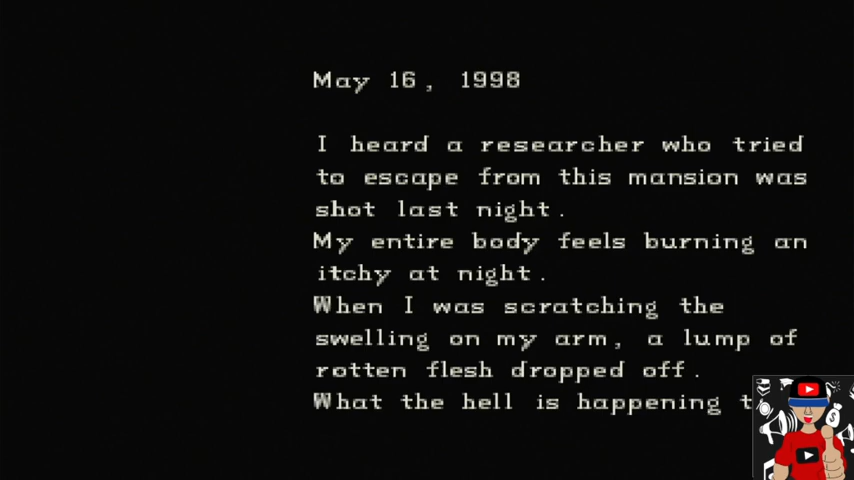 May 16, 1998
I heard a researcher who tried
to escape from this mansion was
shot last night.
My entire body feels burning an
itchy at night.
When I was scratching the
swelling on my arm, a lump of
rotten flesh dropped off.
What the hell is happening